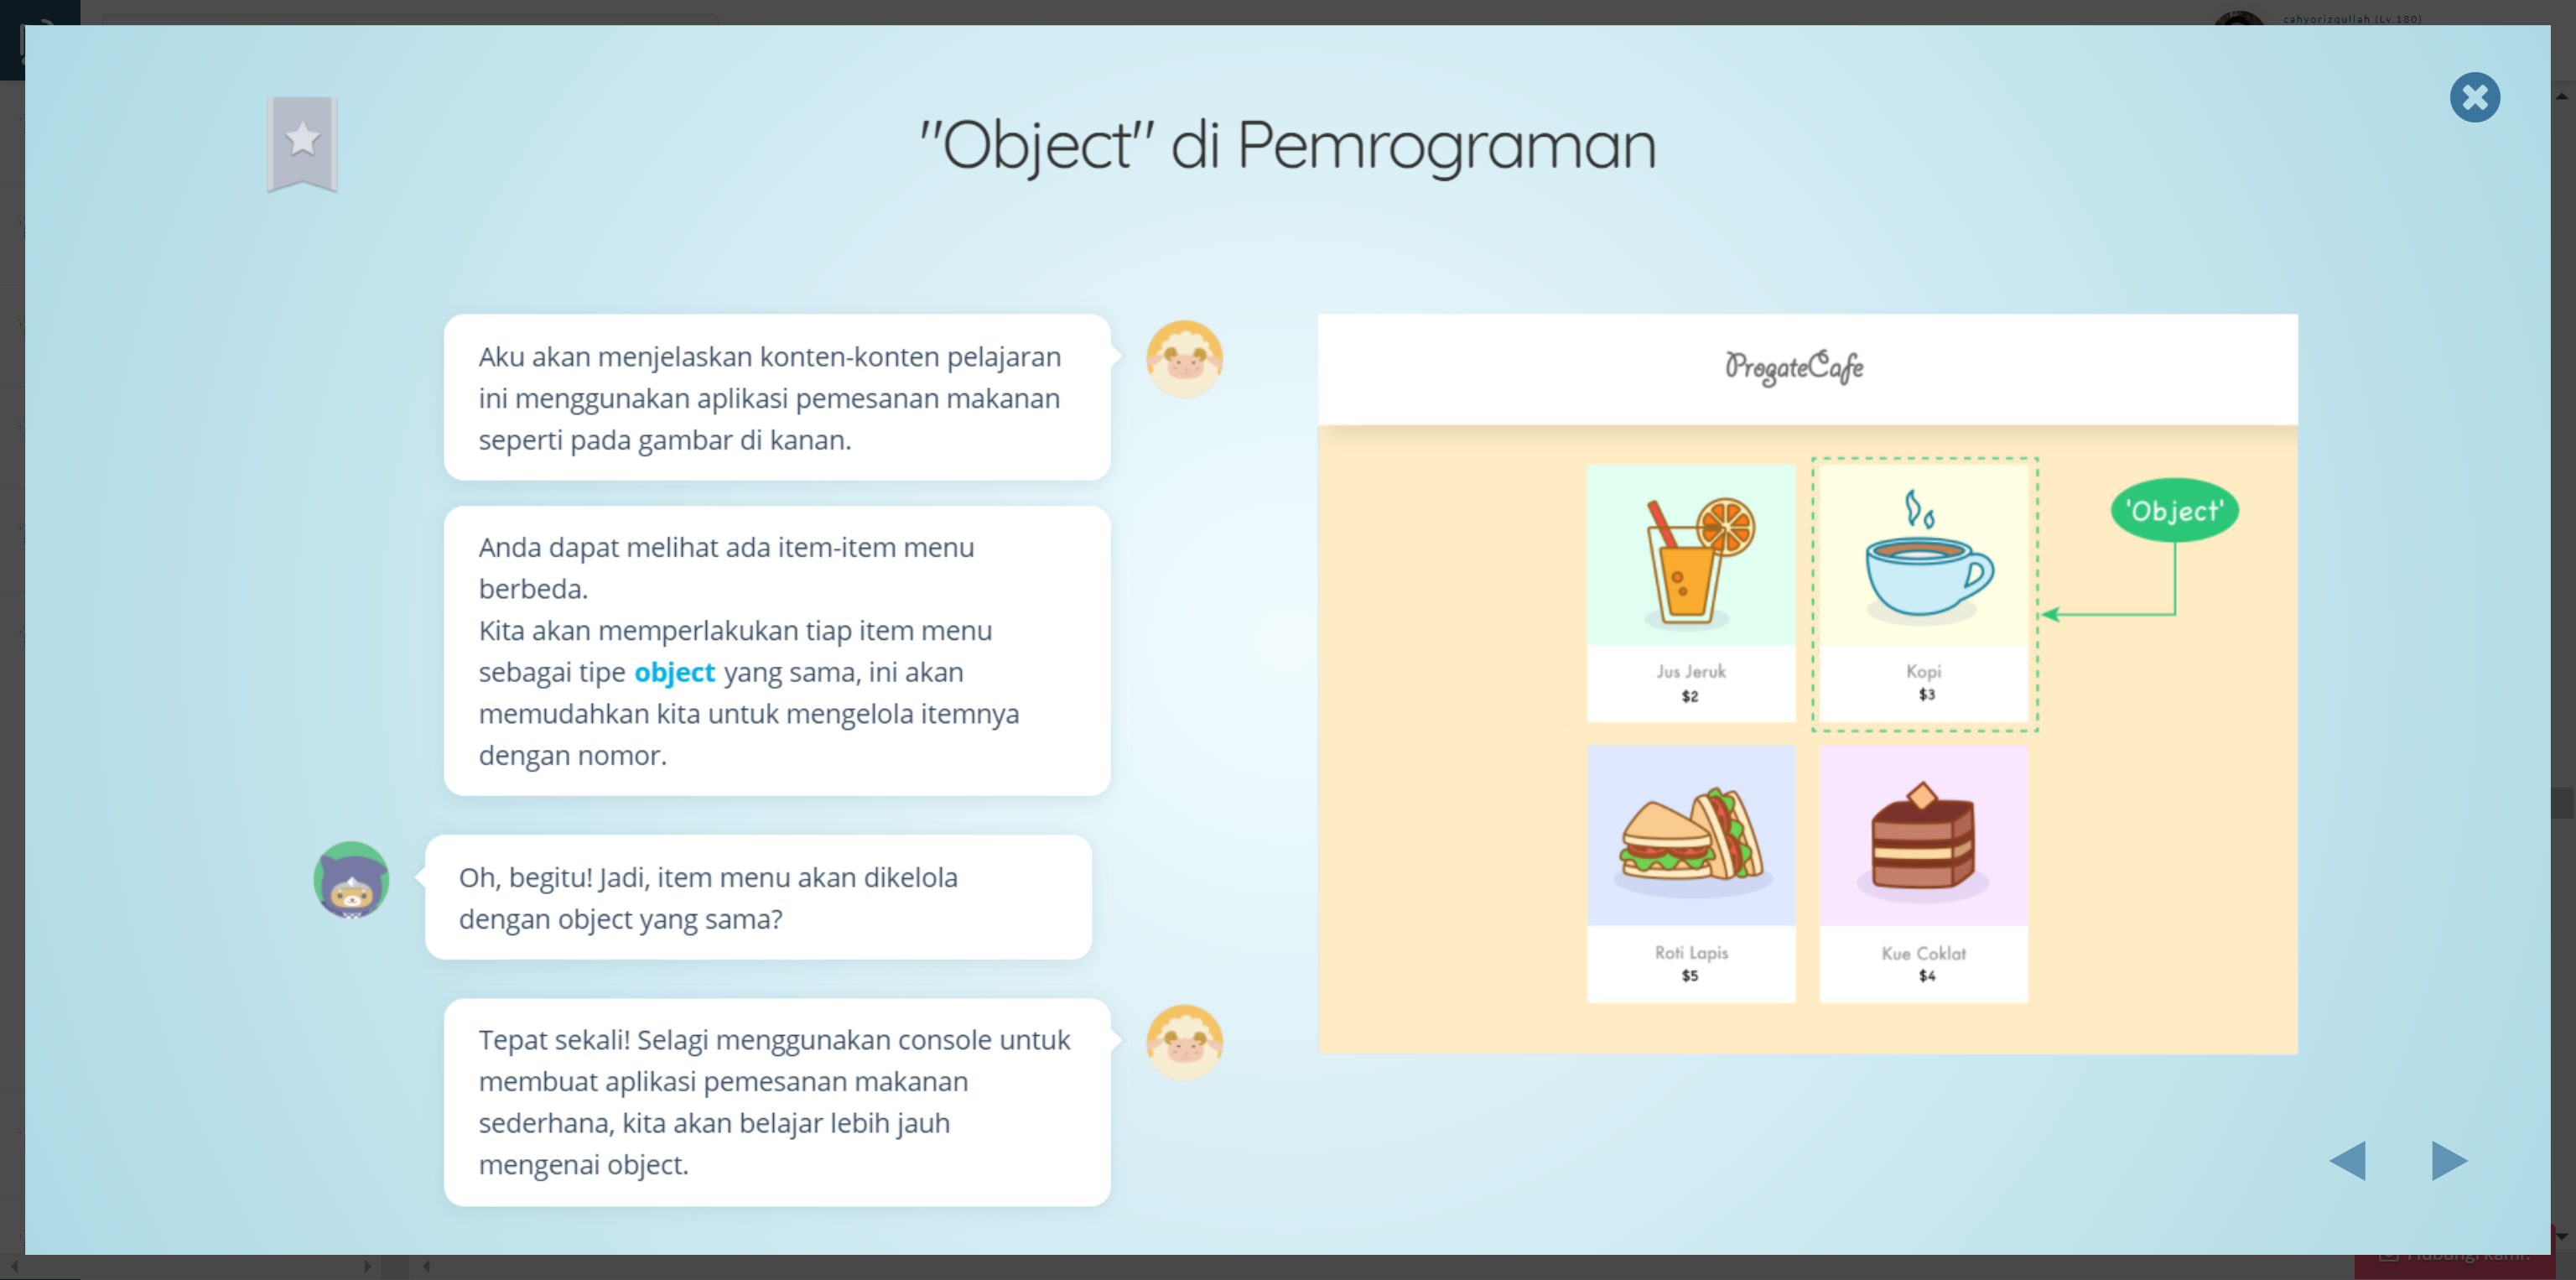 cahyorizqullah (Lv.180)
"Object" di Pemrograman
Aku akan menjelaskan konten-konten pelajaran
ini menggunakan aplikasi pemesanan makanan
seperti pada gambar di kanan.
Anda dapat melihat ada item-item menu
berbeda.
Kita akan memperlakukan tiap item menu
sebagai tipe object yang sama, ini akan
memudahkan kita untuk mengelola itemnya
dengan nomor.
Oh, begitu! Jadi, item menu akan dikelola
dengan object yang sama?
Tepat sekali! Selagi menggunakan console untuk
membuat aplikasi pemesanan makanan
sederhana, kita akan belajar lebih jauh
mengenai object.
ProgateCafe
'Object'
Jus Jeruk
$2
Kopi
$3
Roti Lapis
$5
Kue Coklat
$4